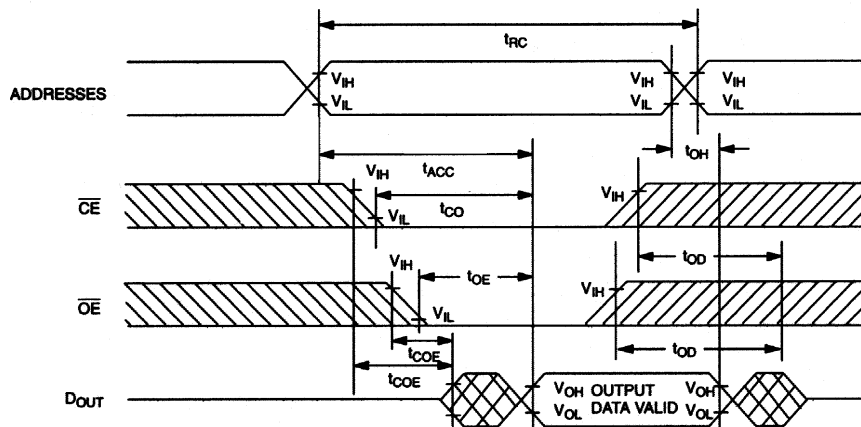 tRC
ADDRESSES
VIH
VIL
VIH
VIL
VIH
VIL
tOH
tACC
CE
VIH
VIL
tCO
VIH
tOD
OE
VIH
VIL
tOE
VIH
tOD
tCOE
tCOE
DOUT
VOH OUTPUT VOH
VOL DATA VALID VOL